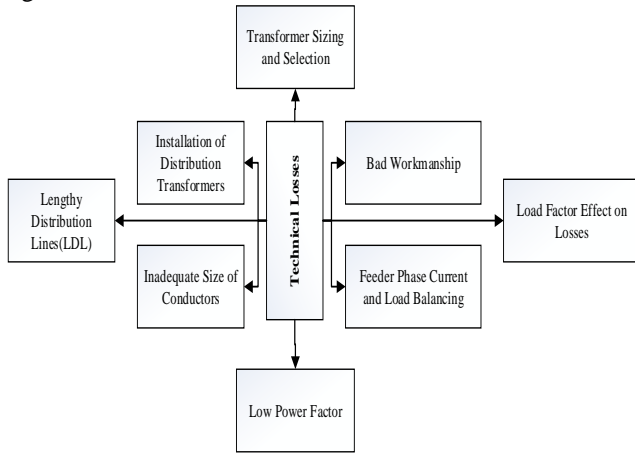 Transformer Sizing
and Selection
Installation of
Distribution
Transformers
Bad Workmanship
Lengthy
Distribution
Lines(LDL)
Technical Losses
Load Factor Effect on
Losses
Inadequate Size of
Conductors
Feeder Phase Current
and Load Balancing
Low Power Factor